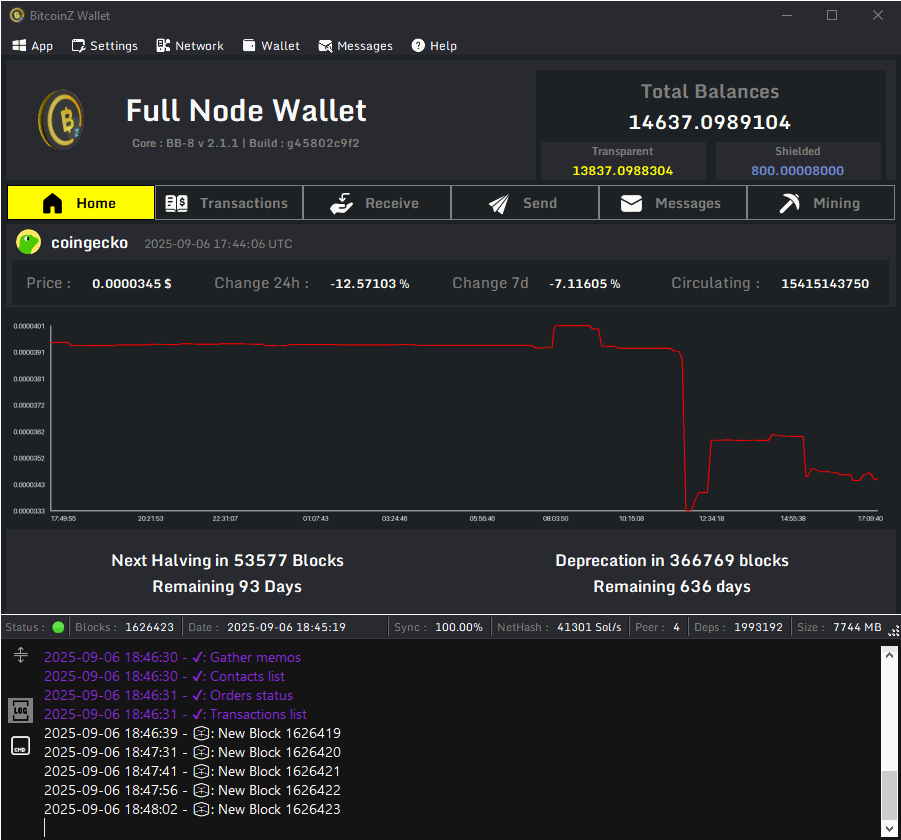 BitcoinZ Wallet
App Settings Network Wallet Messages Help
Full Node Wallet
Core : BB-8 v 2.1.1 | Build : g45802c9f2
Total Balances
14637.0989104
Transparent Shielded
13837.0988304 800.00008000
Home Transactions Receive Send Messages Mining
coingecko 2025-09-06 17:44:06 UTC
Price : 0.0000345 $ Change 24h : -12.57103 % Change 7d -7.11605 % Circulating : 15415143750
0.0000401
0.0000391
0.0000381
0.0000372
0.0000362
0.0000352
0.0000343
0.0000333
17:49:55 20:21:53 22:31:07 01:07:43 03:24:46 05:56:46 08:03:50 10:15:08 12:34:18 14:55:38 17:09:40
Next Halving in 53577 Blocks Deprecation in 366769 blocks
Remaining 93 Days Remaining 636 days
Status : Blocks : 1626423 Date : 2025-09-06 18:45:19 Sync : 100.00% NetHash : 41301 Sol/s Peer : 4 Deps : 1993192 Size : 7744 MB
2025-09-06 18:46:30 - ✓: Gather memos
2025-09-06 18:46:30 - ✓: Contacts list
2025-09-06 18:46:31 - ✓: Orders status
LOG
2025-09-06 18:46:31 - ✓: Transactions list
2025-09-06 18:46:39 - : New Block 1626419
CMD
2025-09-06 18:47:31 - : New Block 1626420
2025-09-06 18:47:41 - : New Block 1626421
2025-09-06 18:47:56 - : New Block 1626422
2025-09-06 18:48:02 - : New Block 1626423